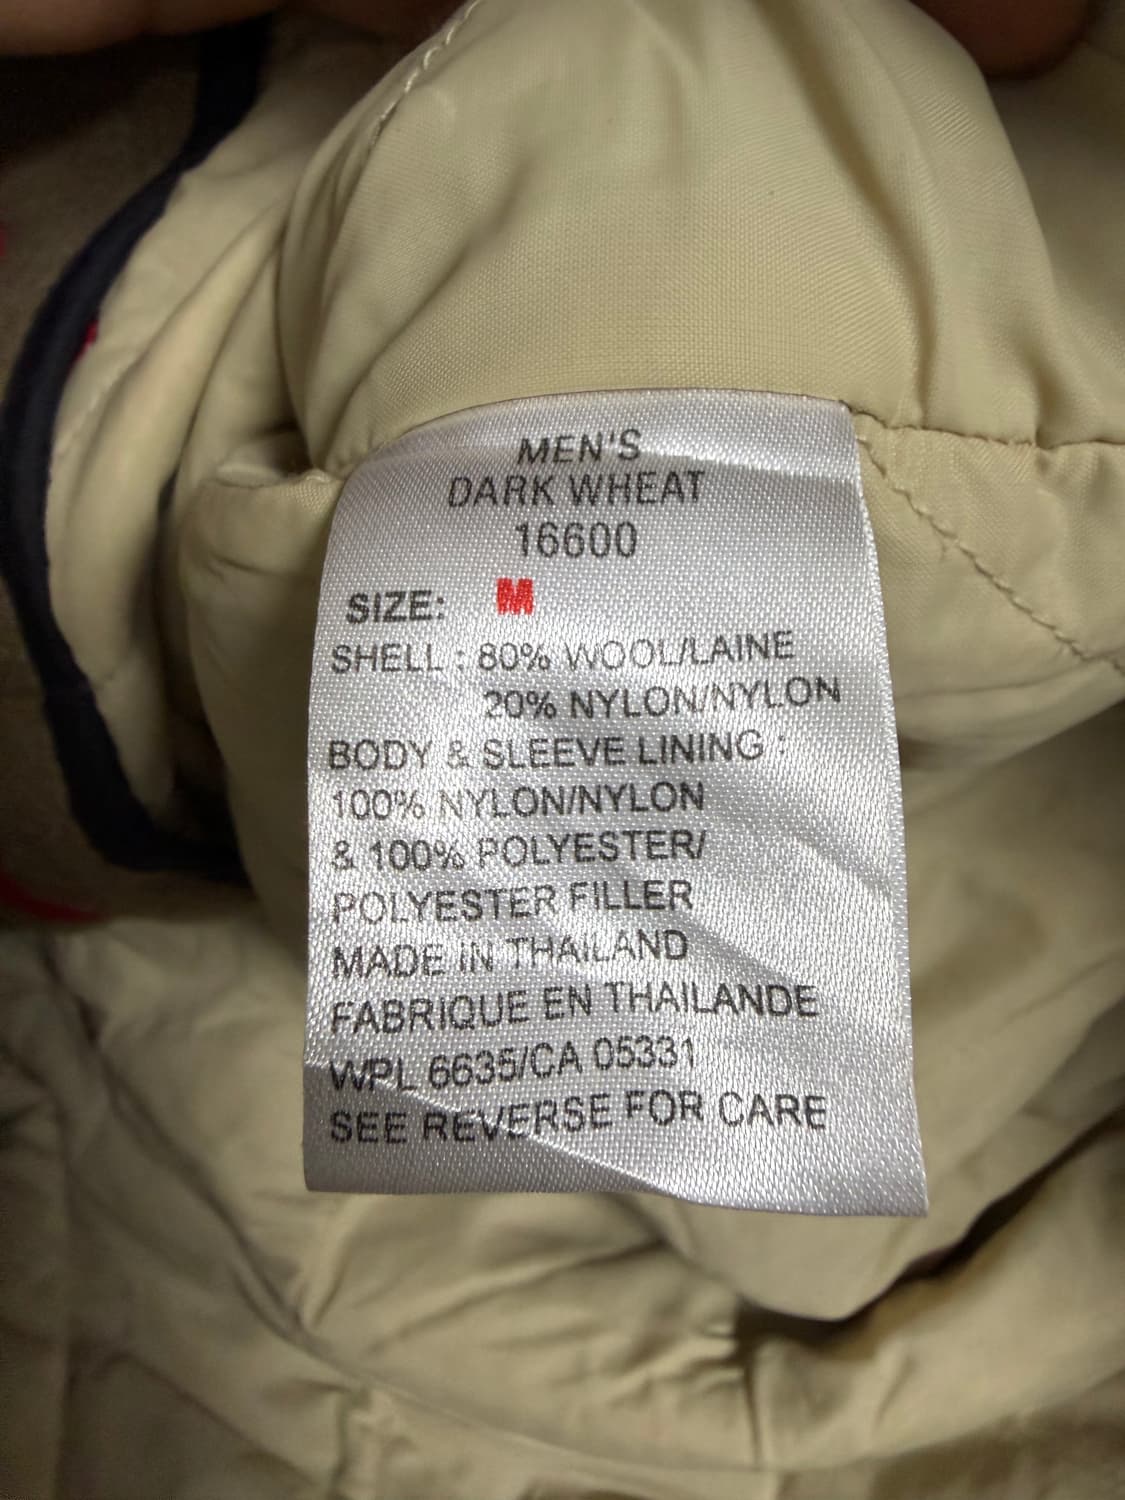 MEN'S
DARK WHEAT
16600
SIZE: M
SHELL : 80% WOOL/LAINE
20% NYLON/NYLON
BODY & SLEEVE LINING :
100% NYLON/NYLON
& 100% POLYESTER/
POLYESTER FILLER
MADE IN THAILAND
FABRIQUE EN THAILANDE
WPL 6635/CA 05331
SEE REVERSE FOR CARE